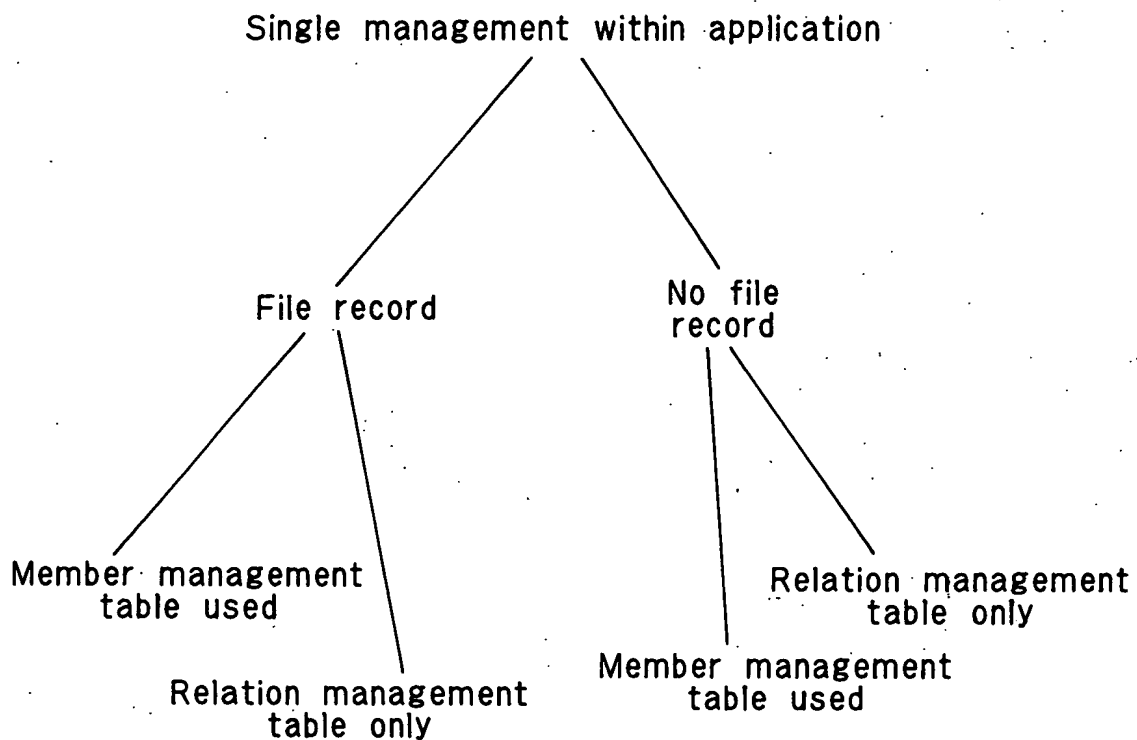 Single management within application
File record
No file
record
Member management
table used
Relation management
table only
Relation management
table only
Member management
table used